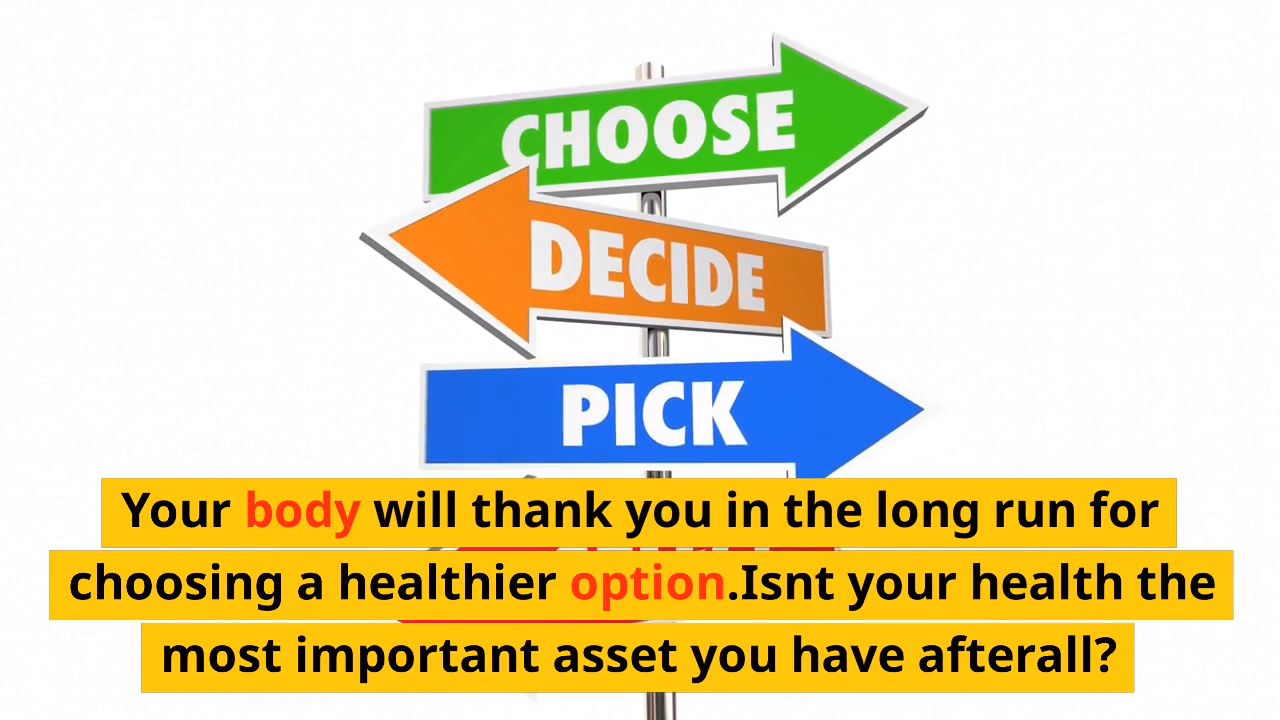 CHOOSE
DECIDE
PICK
Your body will thank you in the long run for
choosing a healthier option.Isnt your health the
most important asset you have afterall?